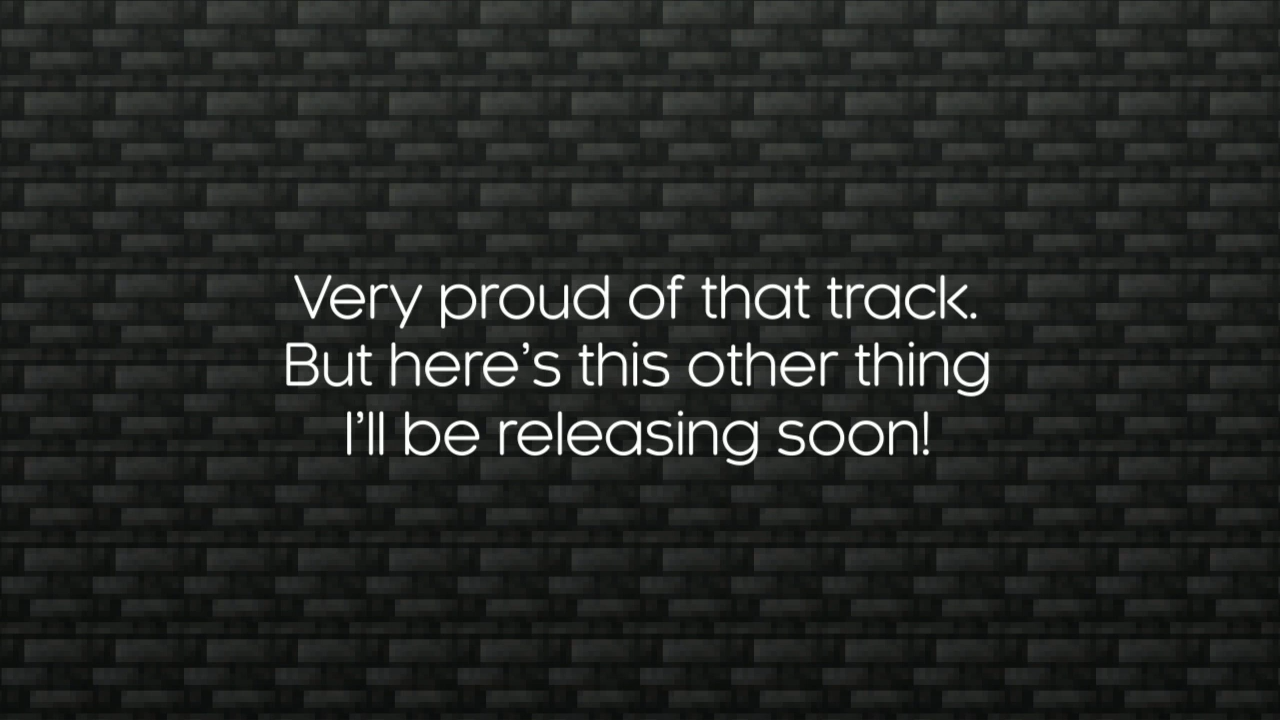 Very proud of that track.
But here’s this other thing
I’ll be releasing soon!